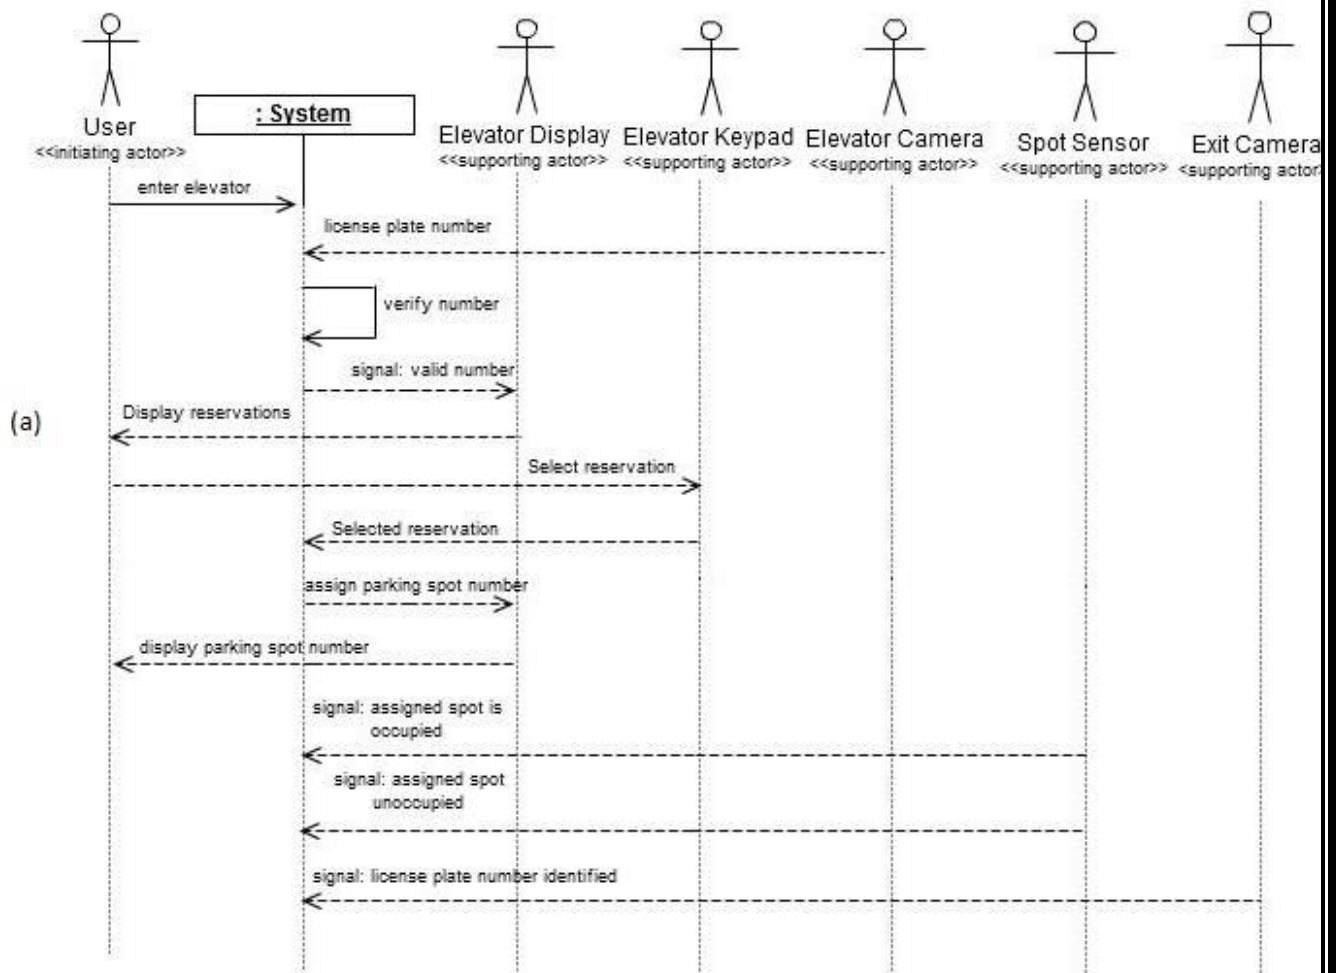 User
<<initiating actor>>
: System
Elevator Display
<<supporting actor>>
Elevator Keypad
<<supporting actor>>
Elevator Camera
<<supporting actor>>
Spot Sensor
<<supporting actor>>
Exit Camera
<supporting actor
enter elevator
license plate number
verify number
signal: valid number
(a)
Display reservations
Select reservation
Selected reservation
assign parking spot number
display parking spot number
signal: assigned spot is
occupied
signal: assigned spot
unoccupied
signal: license plate number identified